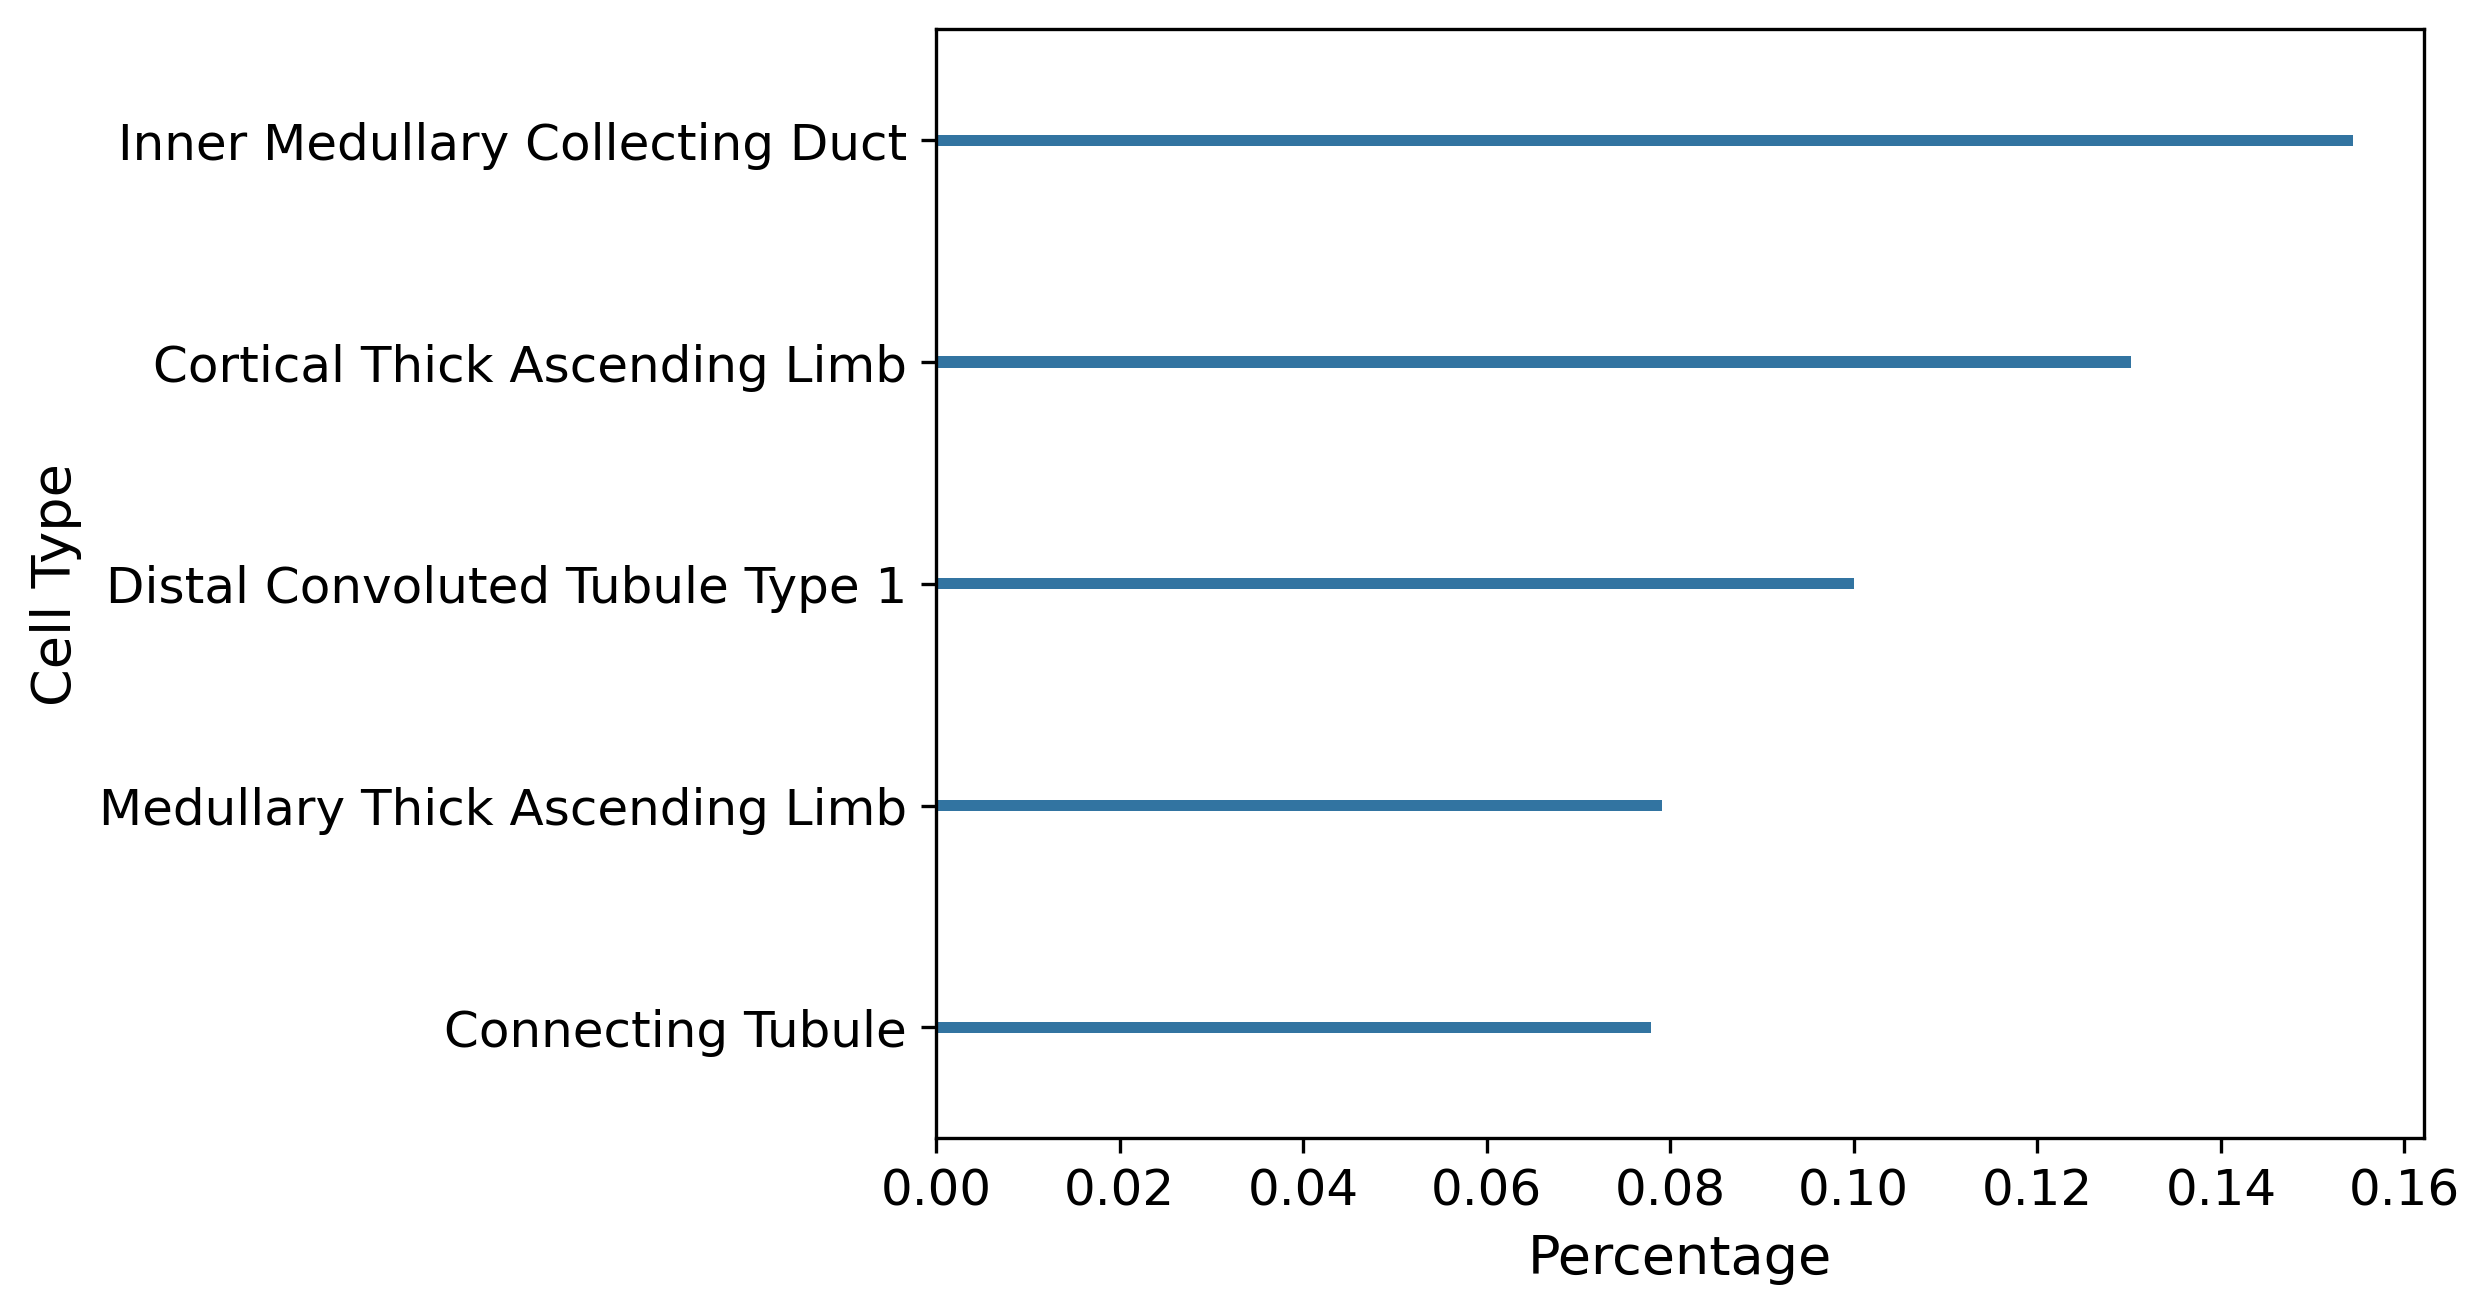 Inner Medullary Collecting Duct
Cortical Thick Ascending Limb
Distal Convoluted Tubule Type 1
Medullary Thick Ascending Limb
Connecting Tubule
Cell Type
0.00 0.02 0.04 0.06 0.08 0.10 0.12 0.14 0.16
Percentage